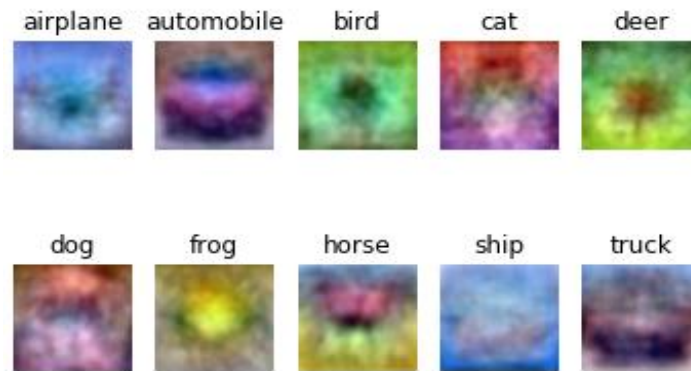 airplane automobile bird cat deer
dog frog horse ship truck